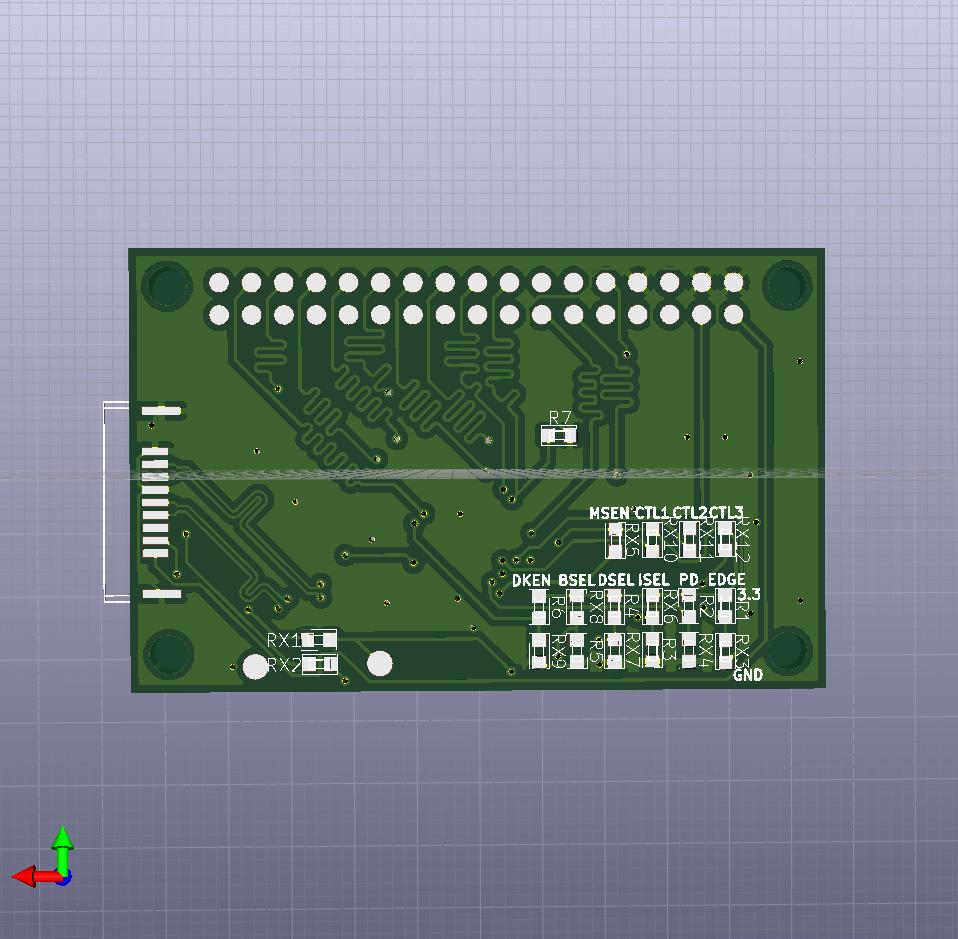 R7
MSEN CTL1 CTL2 CTL3
RX5 RX10 RX11 RX12
DKEN BSEL DSEL ISEL PD EDGE
3.3
R6 RX8 R4 RX6 R2 R1
RX9 R5 RX7 R3 RX4 RX3
RX1
RX2
GND